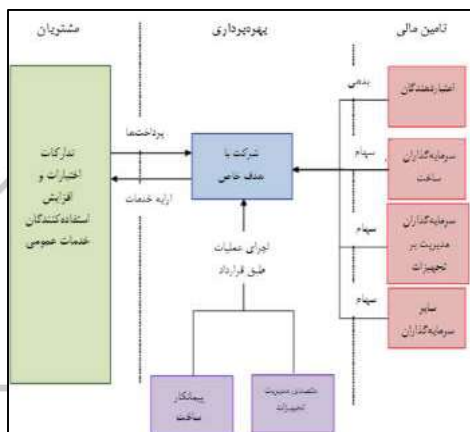 تامین مالی
بهره‌برداری
مشتریان
اعتباردهندگان
بدهی
سرمایه‌گذاران
ساخت
سهام
سرمایه‌گذاران
مدیریت بر
تجهیزات
سهام
سایر
سرمایه‌گذاران
سهام
شرکت با
هدف خاص
پرداخت‌ها
ارایه خدمات
تدارکات
اختیارات و
افزایش
استفاده‌کنندگان
خدمات عمومی
اجرای عملیات
طبق قرارداد
متصدی مدیریت
تجهیزات
پیمانکار
ساخت